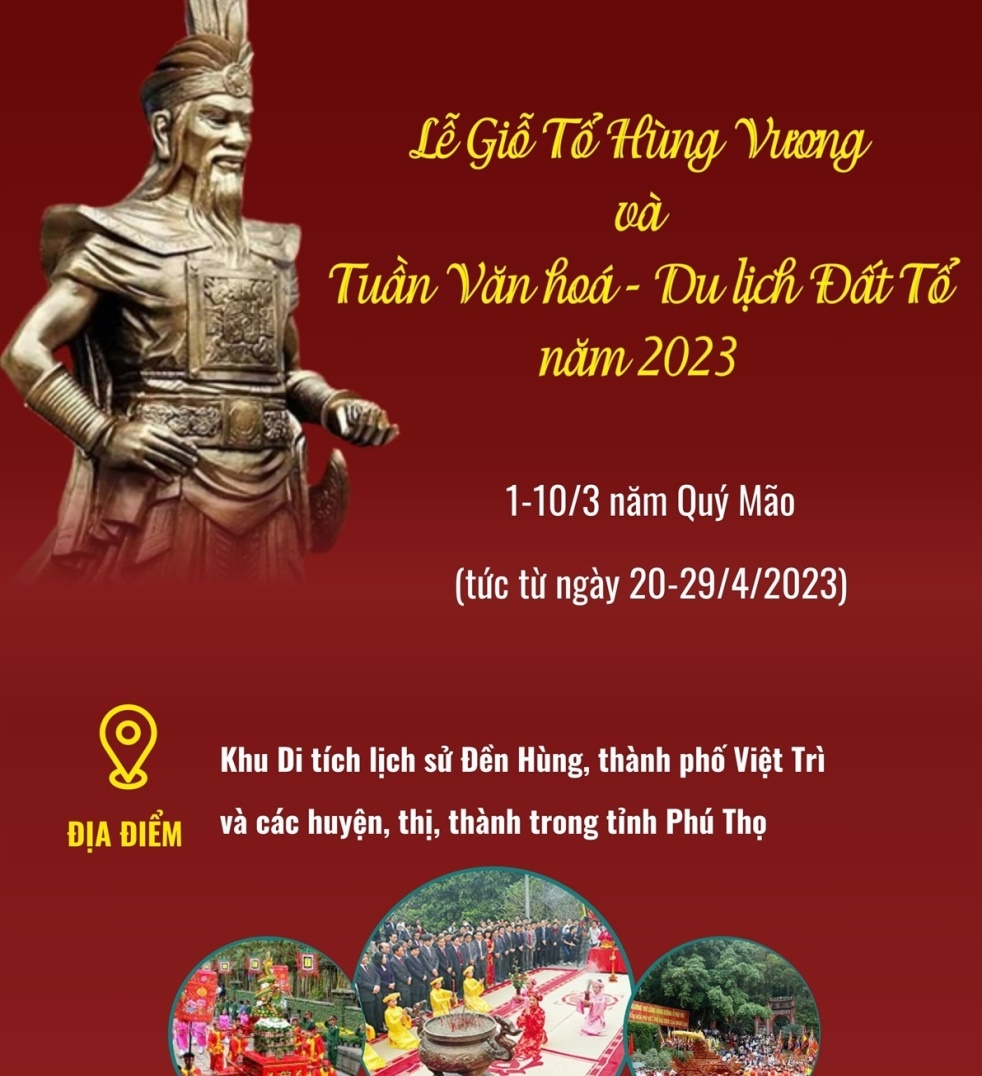 Lễ Giỗ Tổ Hùng Vương
và
Tuần Văn hoá - Du lịch Đất Tổ
năm 2023
1-10/3 năm Quý Mão
(tức từ ngày 20-29/4/2023)
Khu Di tích lịch sử Đền Hùng, thành phố Việt Trì
và các huyện, thị, thành trong tỉnh Phú Thọ
ĐỊA ĐIỂM